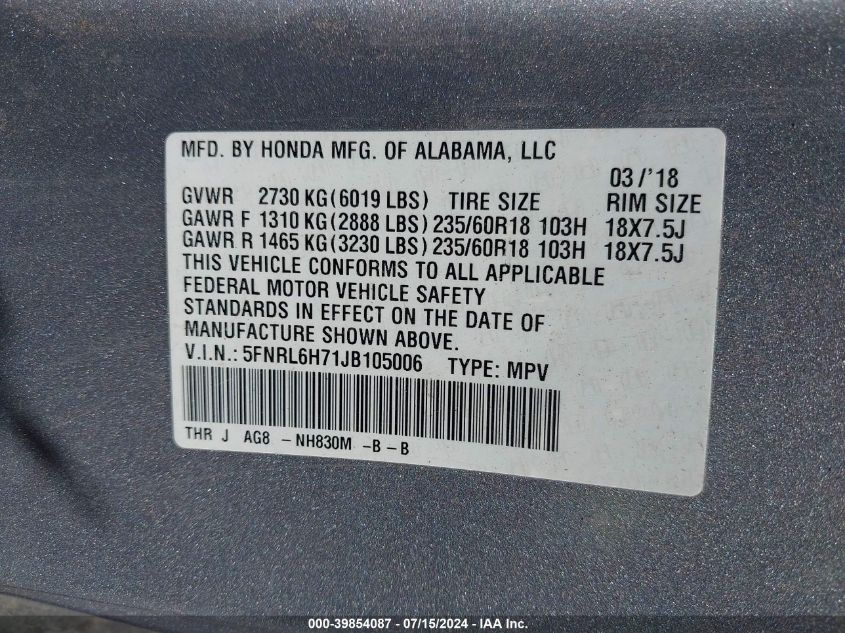 MFD. BY HONDA MFG. OF ALABAMA, LLC
03/'18
GVWR 2730 KG(6019 LBS) TIRE SIZE RIM SIZE
GAWR F 1310 KG(2888 LBS) 235/60R18 103H 18X7.5J
GAWR R 1465 KG(3230 LBS) 235/60R18 103H 18X7.5J
THIS VEHICLE CONFORMS TO ALL APPLICABLE
FEDERAL MOTOR VEHICLE SAFETY
STANDARDS IN EFFECT ON THE DATE OF
MANUFACTURE SHOWN ABOVE.
V.I.N.: 5FNRL6H71JB105006 TYPE: MPV
THR J AG8 -NH830M -B-B
000-39854087 - 07/15/2024 - IAA Inc.